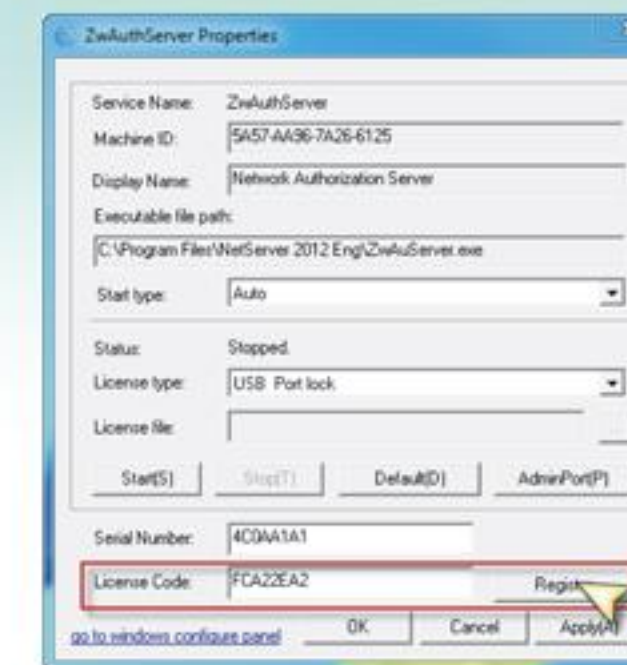 ZwAuthServer Properties
Service Name: ZwAuthServer
Machine ID: 5A57-AA96-7A26-6125
Display Name: Network Authorization Server
Executable file path:
C:\Program Files\NetServer 2012 Eng\ZwAuServer.exe
Start type: Auto
Status: Stopped.
License type: USB Port lock
License file:
Start(S) Stop(T) Default(D) AdminPort(P)
Serial Number: 4C0AA1A1
License Code: FCA22EA2
go to windows configure panel OK Cancel Apply(A)